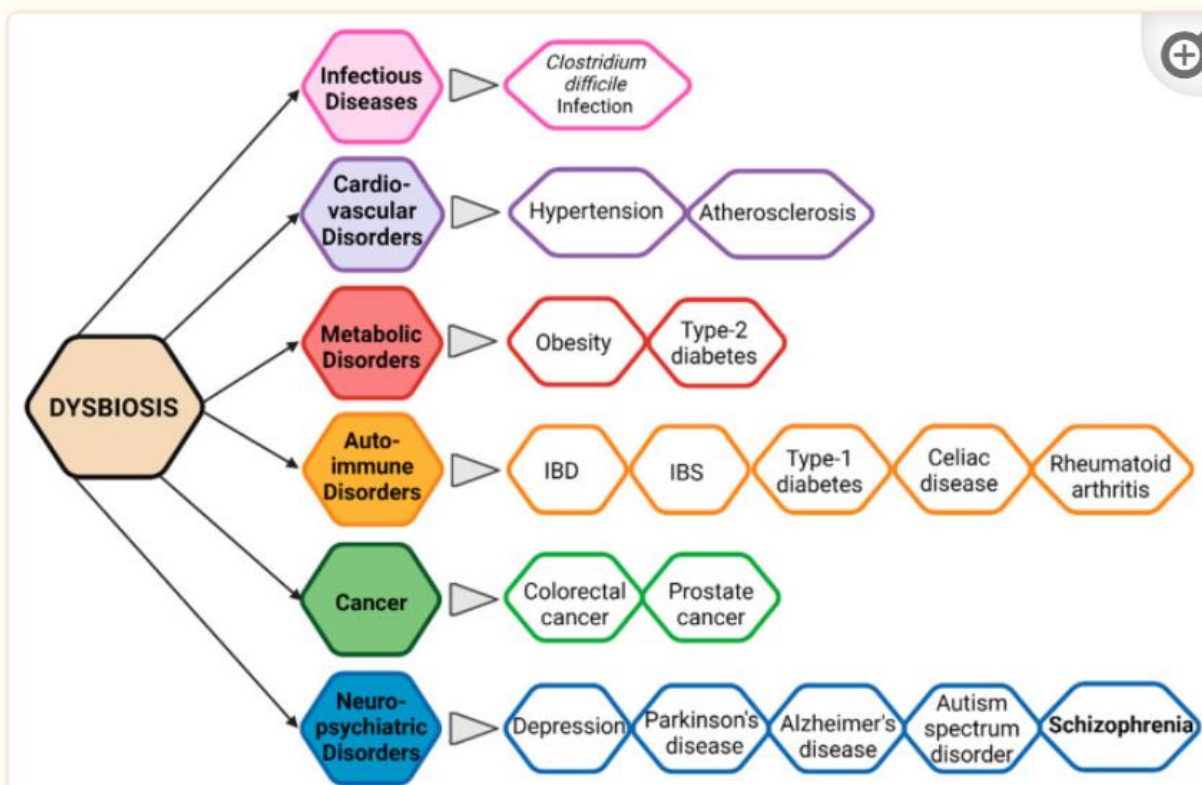 Infectious
Diseases
Clostridium
difficile
Infection
Cardio-
vascular
Disorders
Hypertension
Atherosclerosis
Metabolic
Disorders
Obesity
Type-2
diabetes
DYSBIOSIS
Auto-
immune
Disorders
IBD
IBS
Type-1
diabetes
Celiac
disease
Rheumatoid
arthritis
Cancer
Colorectal
cancer
Prostate
cancer
Neuro-
psychiatric
Disorders
Depression
Parkinson's
disease
Alzheimer's
disease
Autism
spectrum
disorder
Schizophrenia